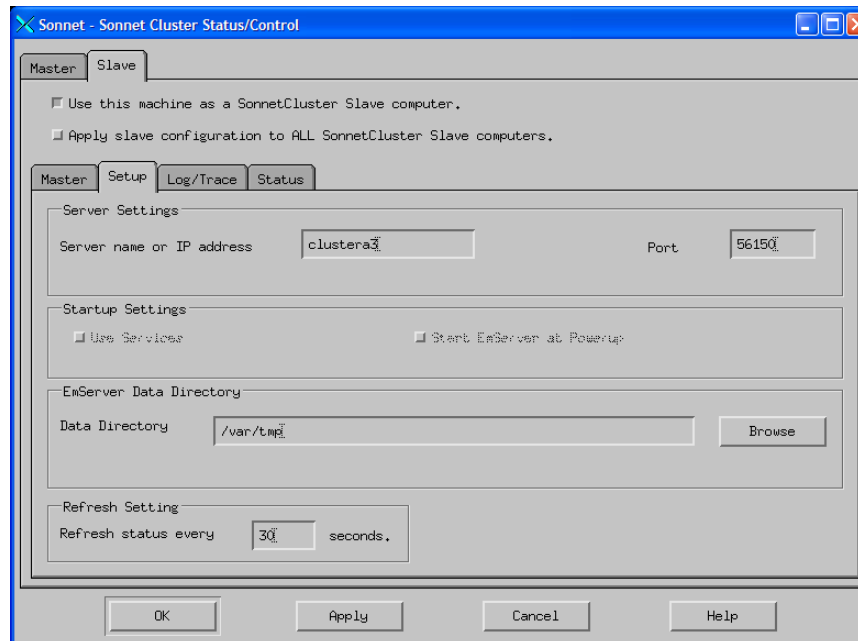 Sonnet - Sonnet Cluster Status/Control
Master Slave
Use this machine as a SonnetCluster Slave computer.
Apply slave configuration to ALL SonnetCluster Slave computers.
Master Setup Log/Trace Status
Server Settings
Server name or IP address clustera3 Port 56150
Startup Settings
Use Services Start EmServer at Powerup
EmServer Data Directory
Data Directory /var/tmp Browse
Refresh Setting
Refresh status every 30 seconds.
OK Apply Cancel Help